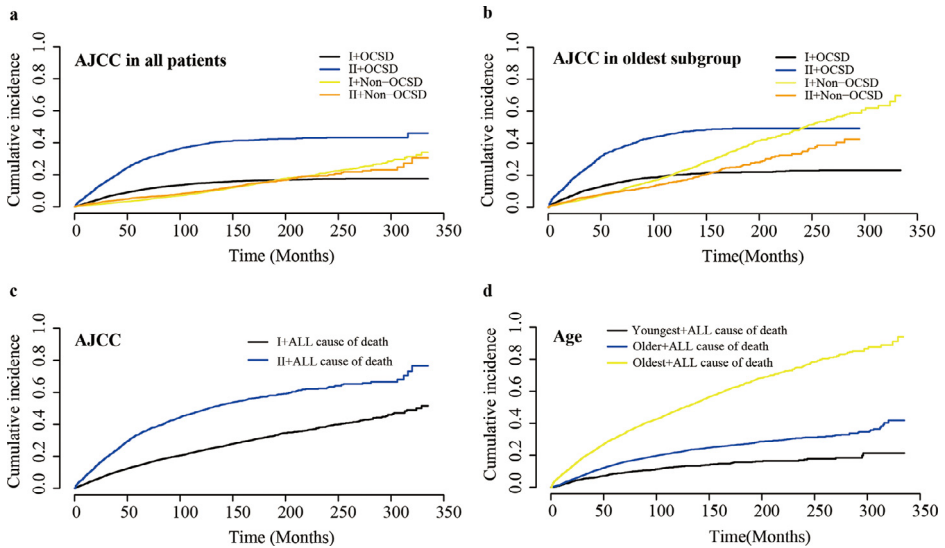 a
AJCC in all patients
I+OCSD
II+OCSD
I+Non−OCSD
II+Non−OCSD
Cumulative incidence
0.0 0.2 0.4 0.6 0.8 1.0
0 50 100 150 200 250 300 350
Time (Months)
b
AJCC in oldest subgroup
I+OCSD
II+OCSD
I+Non−OCSD
II+Non−OCSD
Cumulative incidence
0.0 0.2 0.4 0.6 0.8 1.0
0 50 100 150 200 250 300 350
Time(Months)
c
AJCC
I+ALL cause of death
II+ALL cause of death
Cumulative incidence
0.0 0.2 0.4 0.6 0.8 1.0
0 50 100 150 200 250 300 350
Time (Months)
d
Age
Youngest+ALL cause of death
Older+ALL cause of death
Oldest+ALL cause of death
Cumulative incidence
0.0 0.2 0.4 0.6 0.8 1.0
0 50 100 150 200 250 300 350
Time(Months)